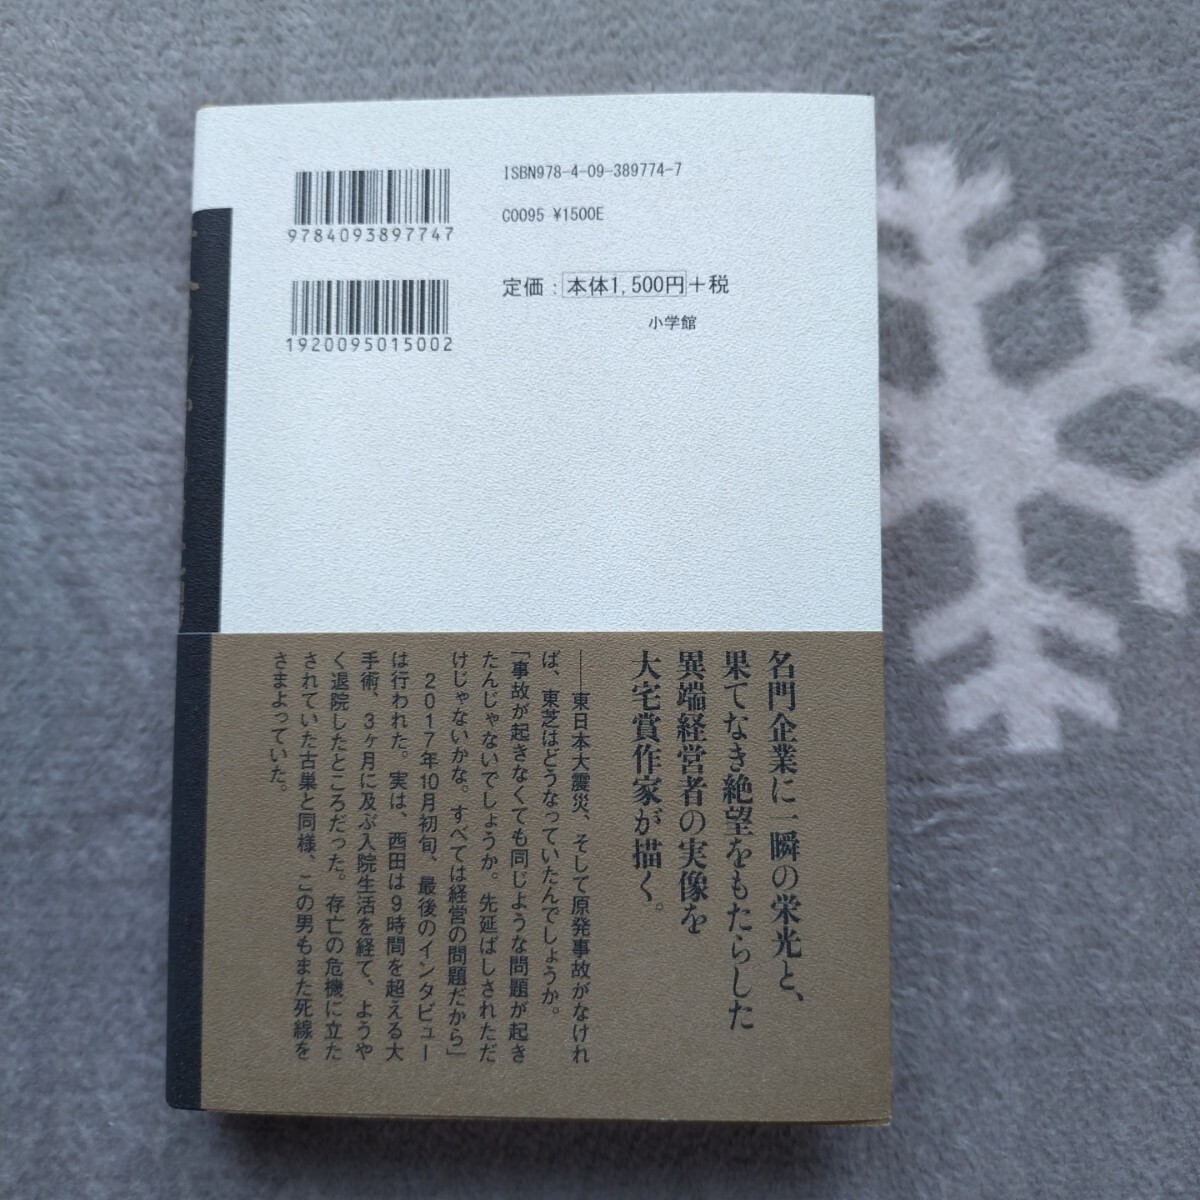 ISBN978-4-09-389774-7
9784093897747
C0095 ¥1500E
1920095015002
定価：本体1,500円+税
小学館
名門企業に一瞬の栄光と、
果てなき絶望をもたらした
異端経営者の実像を
大宅賞作家が描く。
――東日本大震災、そして原発事故がなけれ
ば、東芝はどうなっていたんでしょうか。
「事故が起きなくても同じような問題が起き
たんじゃないでしょうか。先延ばしされただ
けじゃないかな。すべては経営の問題だから」
２０１７年10月初旬、最後のインタビュー
は行われた。実は、西田は９時間を超える大
手術、３ヶ月に及ぶ入院生活を経て、ようや
く退院したところだった。存亡の危機に立た
されていた古巣と同様、この男もまた死線を
さまよっていた。